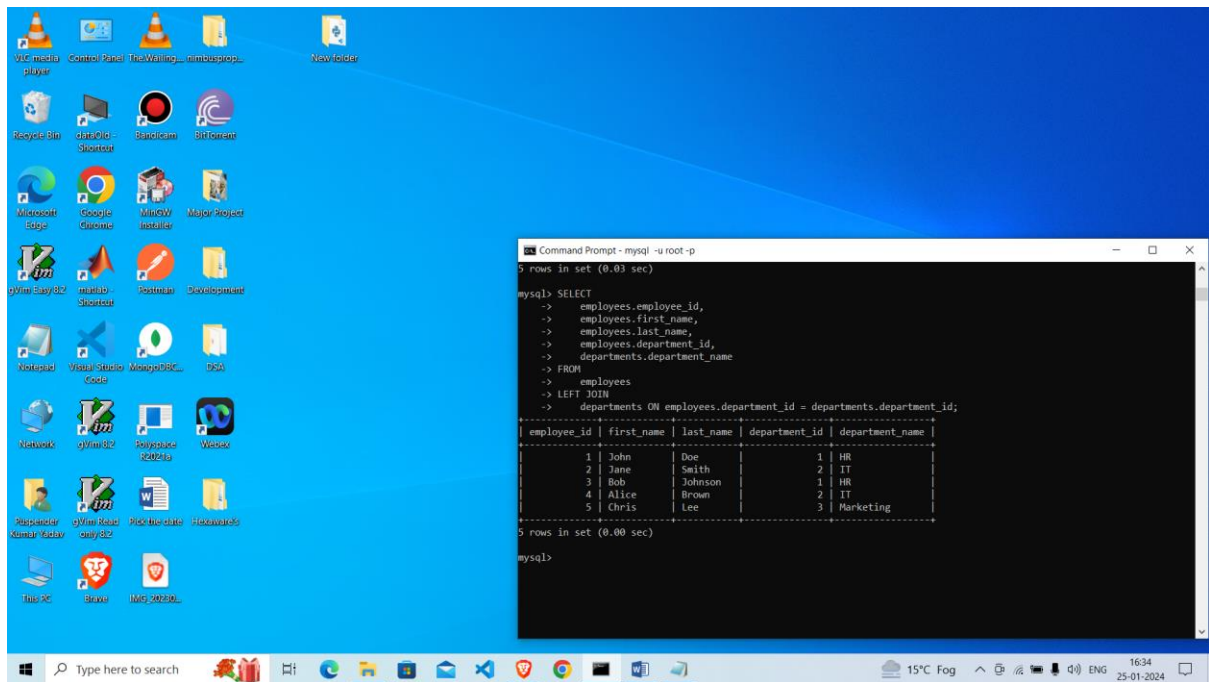 VLC media player
Control Panel
The.Wailing....
nimbusprop...
New folder
Recycle Bin
dataOld - Shortcut
Bandicam
BitTorrent
Microsoft Edge
Google Chrome
MinGW Installer
Major Project
gVim Easy 8.2
matlab - Shortcut
Postman
Development
Notepad
Visual Studio Code
MongoDBC...
DSA
Network
gVim 8.2
Polyspace R2021a
Webex
Puspender Kumar Yadav
gVim Read only 8.2
Pick the date
Hexaware's
This PC
Brave
IMG_20230...
Command Prompt - mysql -u root -p
5 rows in set (0.03 sec)
mysql> SELECT
    ->     employees.employee_id,
    ->     employees.first_name,
    ->     employees.last_name,
    ->     employees.department_id,
    ->     departments.department_name
    -> FROM
    ->     employees
    -> LEFT JOIN
    ->     departments ON employees.department_id = departments.department_id;
+-------------+------------+-----------+---------------+-----------------+
| employee_id | first_name | last_name | department_id | department_name |
+-------------+------------+-----------+---------------+-----------------+
|           1 | John       | Doe       |             1 | HR              |
|           2 | Jane       | Smith     |             2 | IT              |
|           3 | Bob        | Johnson   |             1 | HR              |
|           4 | Alice      | Brown     |             2 | IT              |
|           5 | Chris      | Lee       |             3 | Marketing       |
+-------------+------------+-----------+---------------+-----------------+
5 rows in set (0.00 sec)
mysql>
Type here to search
15°C Fog
ENG
16:34
25-01-2024